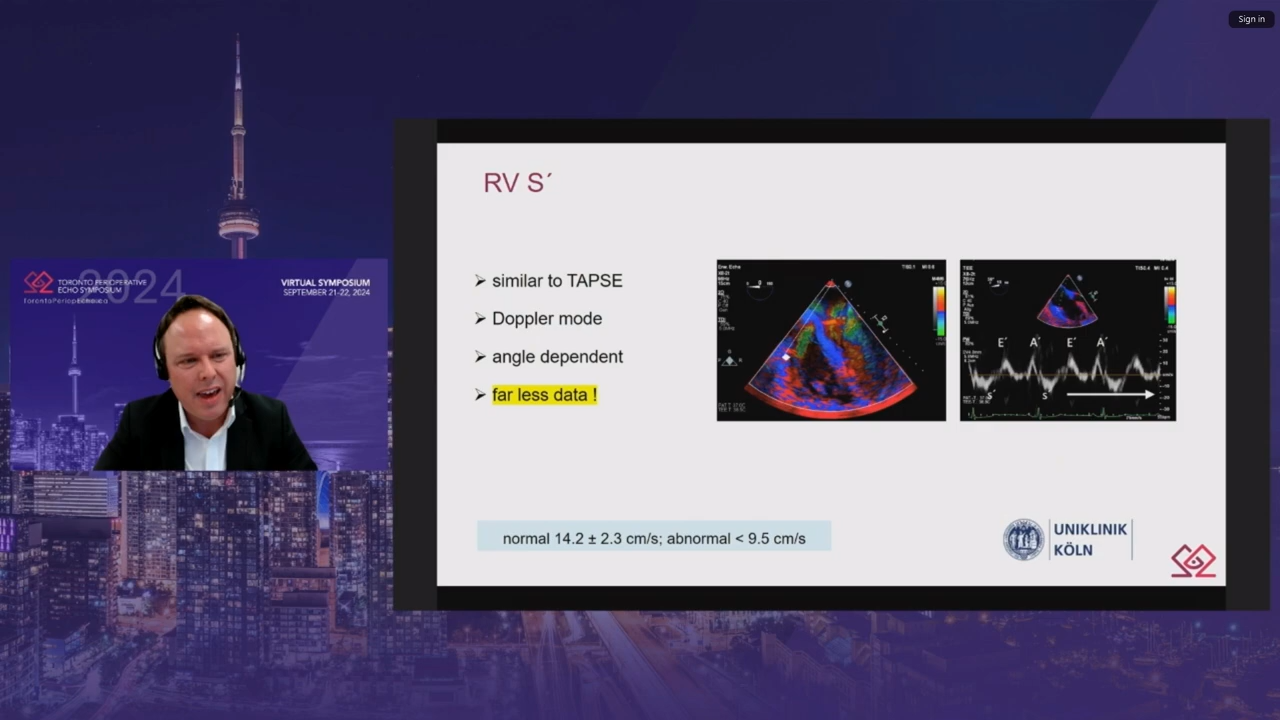 Sign in
2024
TORONTO PERIOPERATIVE
ECHO SYMPOSIUM
VIRTUAL SYMPOSIUM
SEPTEMBER 21-22, 2024
RV S´
➢ similar to TAPSE
➢ Doppler mode
➢ angle dependent
➢ far less data !
E´ A´ E´ A´
S´ S´
normal 14.2 ± 2.3 cm/s; abnormal < 9.5 cm/s
UNIKLINIK
KÖLN